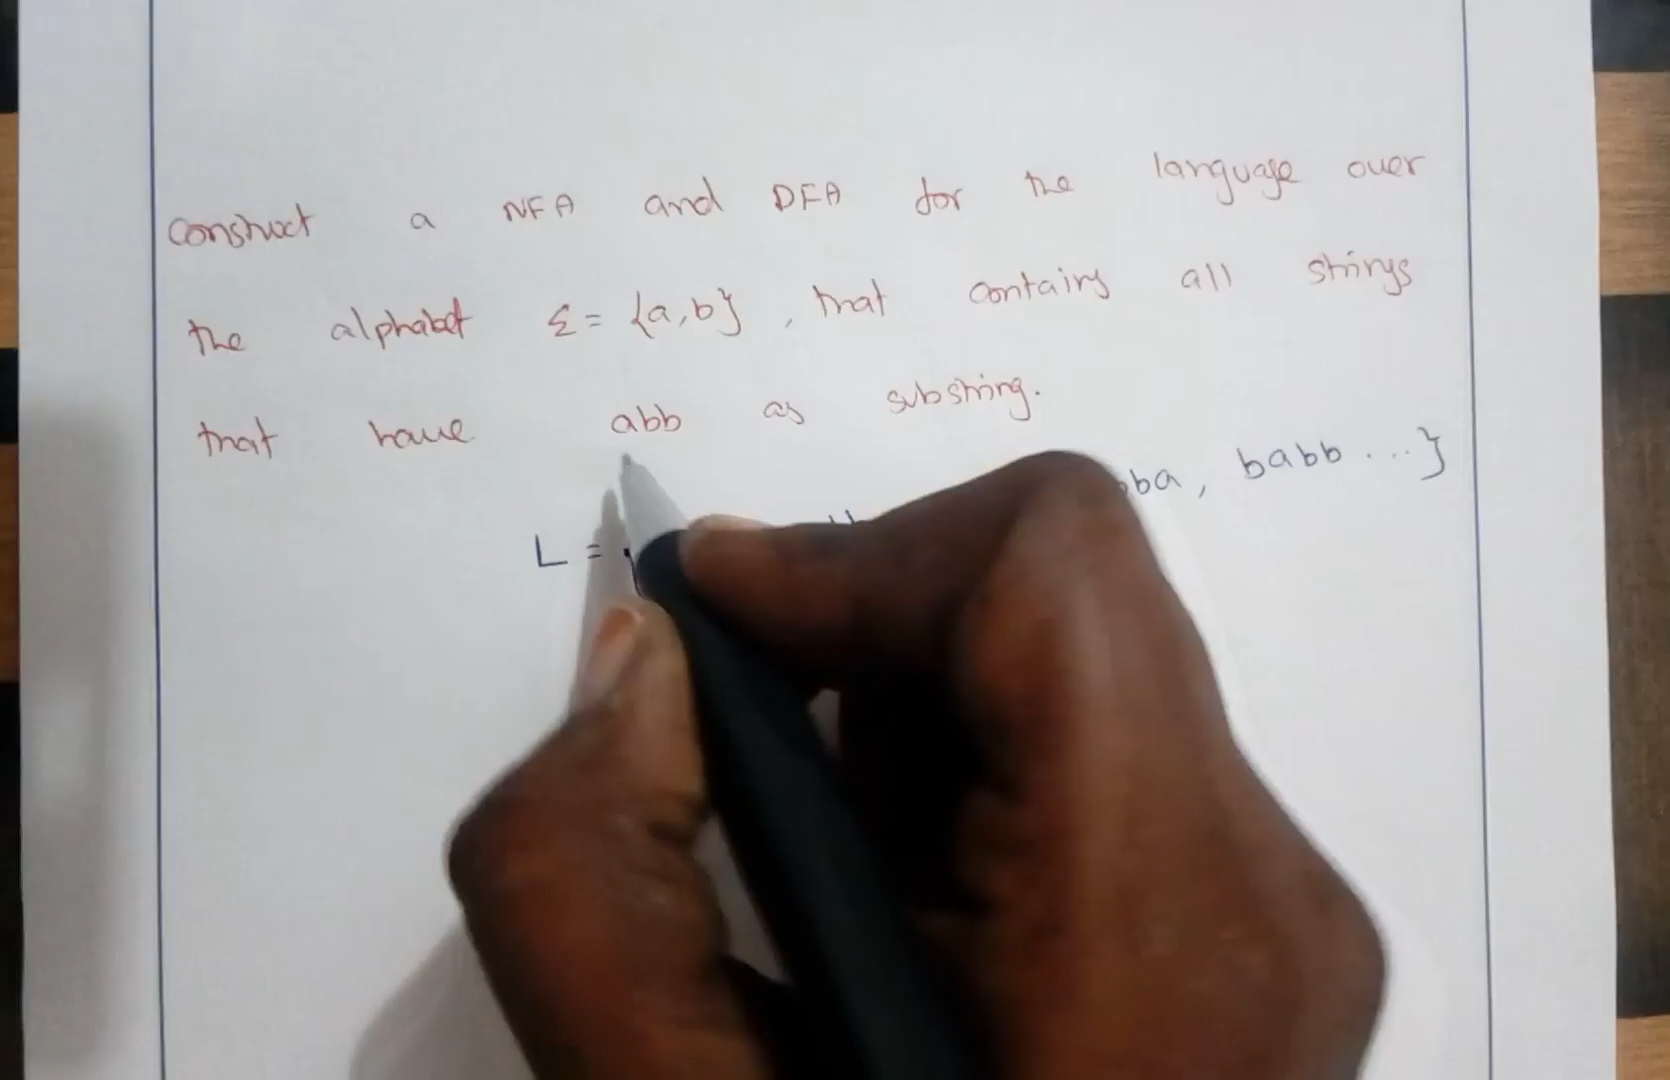 construct a NFA and DFA for the language over
the alphabet Σ = {a,b} , that contains all strings
that have abb as substring.
L = { bba , babb ...}